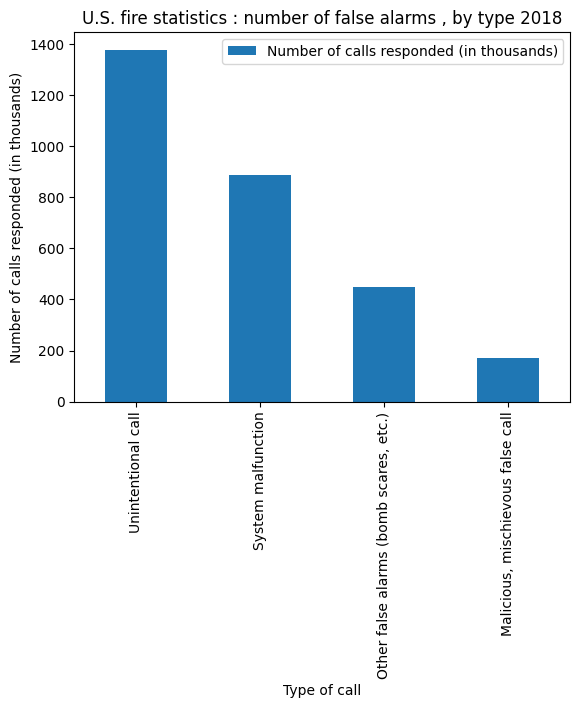 U.S. fire statistics : number of false alarms , by type 2018
Number of calls responded (in thousands)
Number of calls responded (in thousands)
1400
1200
1000
800
600
400
200
0
Unintentional call
System malfunction
Other false alarms (bomb scares, etc.)
Malicious, mischievous false call
Type of call